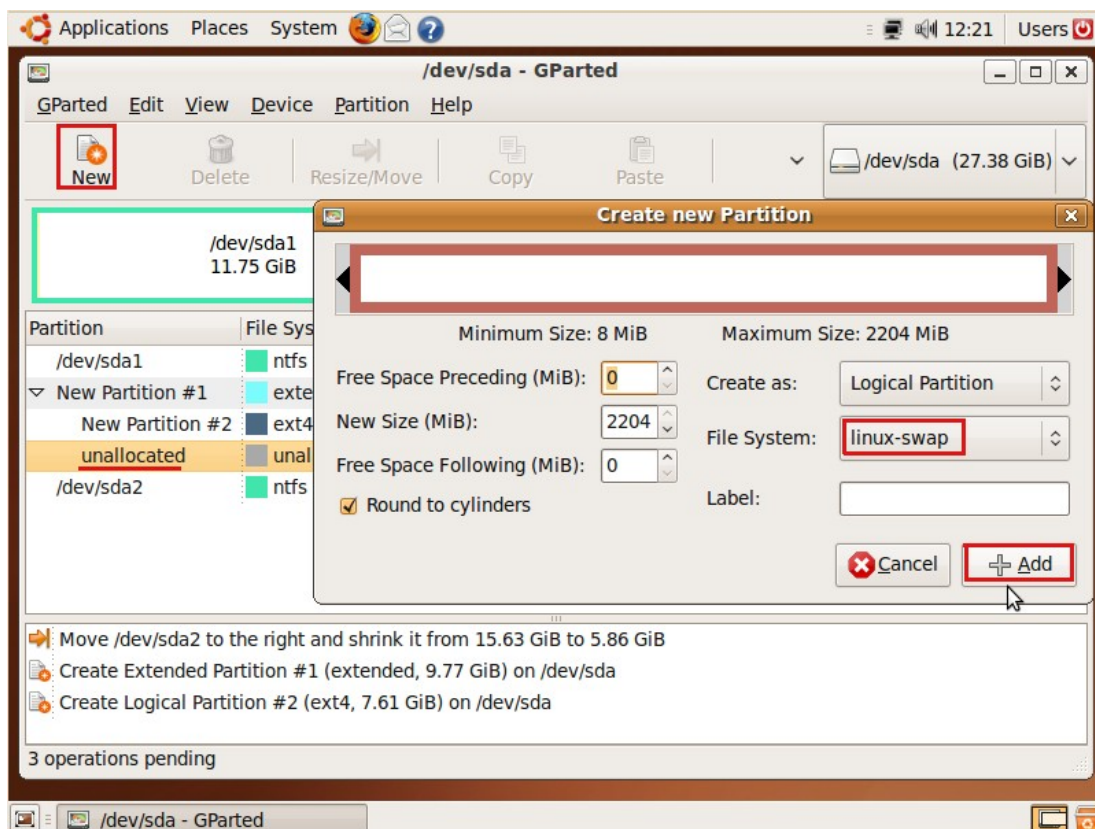 Applications Places System 12:21 Users
/dev/sda - GParted
GParted Edit View Device Partition Help
New Delete Resize/Move Copy Paste /dev/sda (27.38 GiB)
Create new Partition
/dev/sda1
11.75 GiB
Minimum Size: 8 MiB Maximum Size: 2204 MiB
Free Space Preceding (MiB): 0 Create as: Logical Partition
New Size (MiB): 2204 File System: linux-swap
Free Space Following (MiB): 0
Round to cylinders Label:
Cancel Add
Partition File Sys
/dev/sda1 ntfs
New Partition #1 exte
New Partition #2 ext4
unallocated unal
/dev/sda2 ntfs
Move /dev/sda2 to the right and shrink it from 15.63 GiB to 5.86 GiB
Create Extended Partition #1 (extended, 9.77 GiB) on /dev/sda
Create Logical Partition #2 (ext4, 7.61 GiB) on /dev/sda
3 operations pending
/dev/sda - GParted